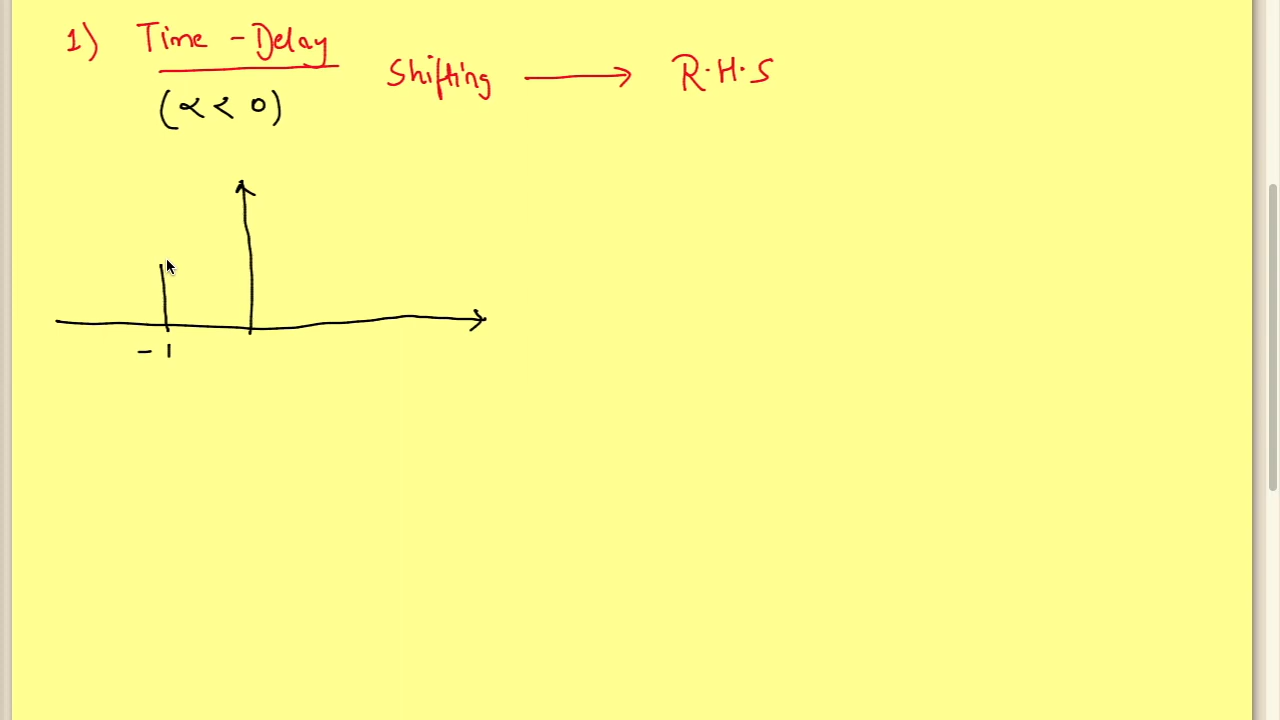 1) Time - Delay
Shifting → R.H.S
(α < 0)
- 1